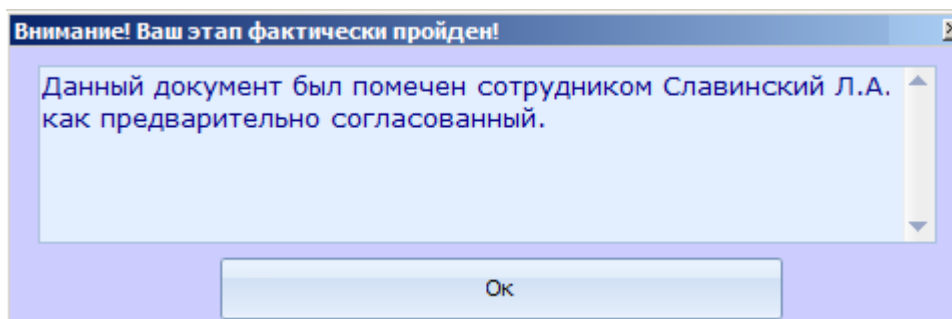 Внимание! Ваш этап фактически пройден!
Данный документ был помечен сотрудником Славинский Л.А.
как предварительно согласованный.
Ок